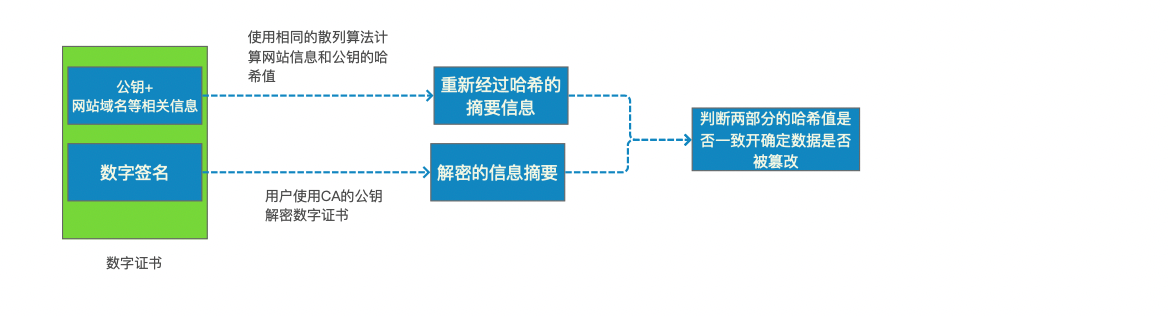 使用相同的散列算法计
算网站信息和公钥的哈
希值
公钥+
网站域名等相关信息
重新经过哈希的
摘要信息
判断两部分的哈希值是
否一致开确定数据是否
被篡改
数字签名
解密的信息摘要
用户使用CA的公钥
解密数字证书
数字证书